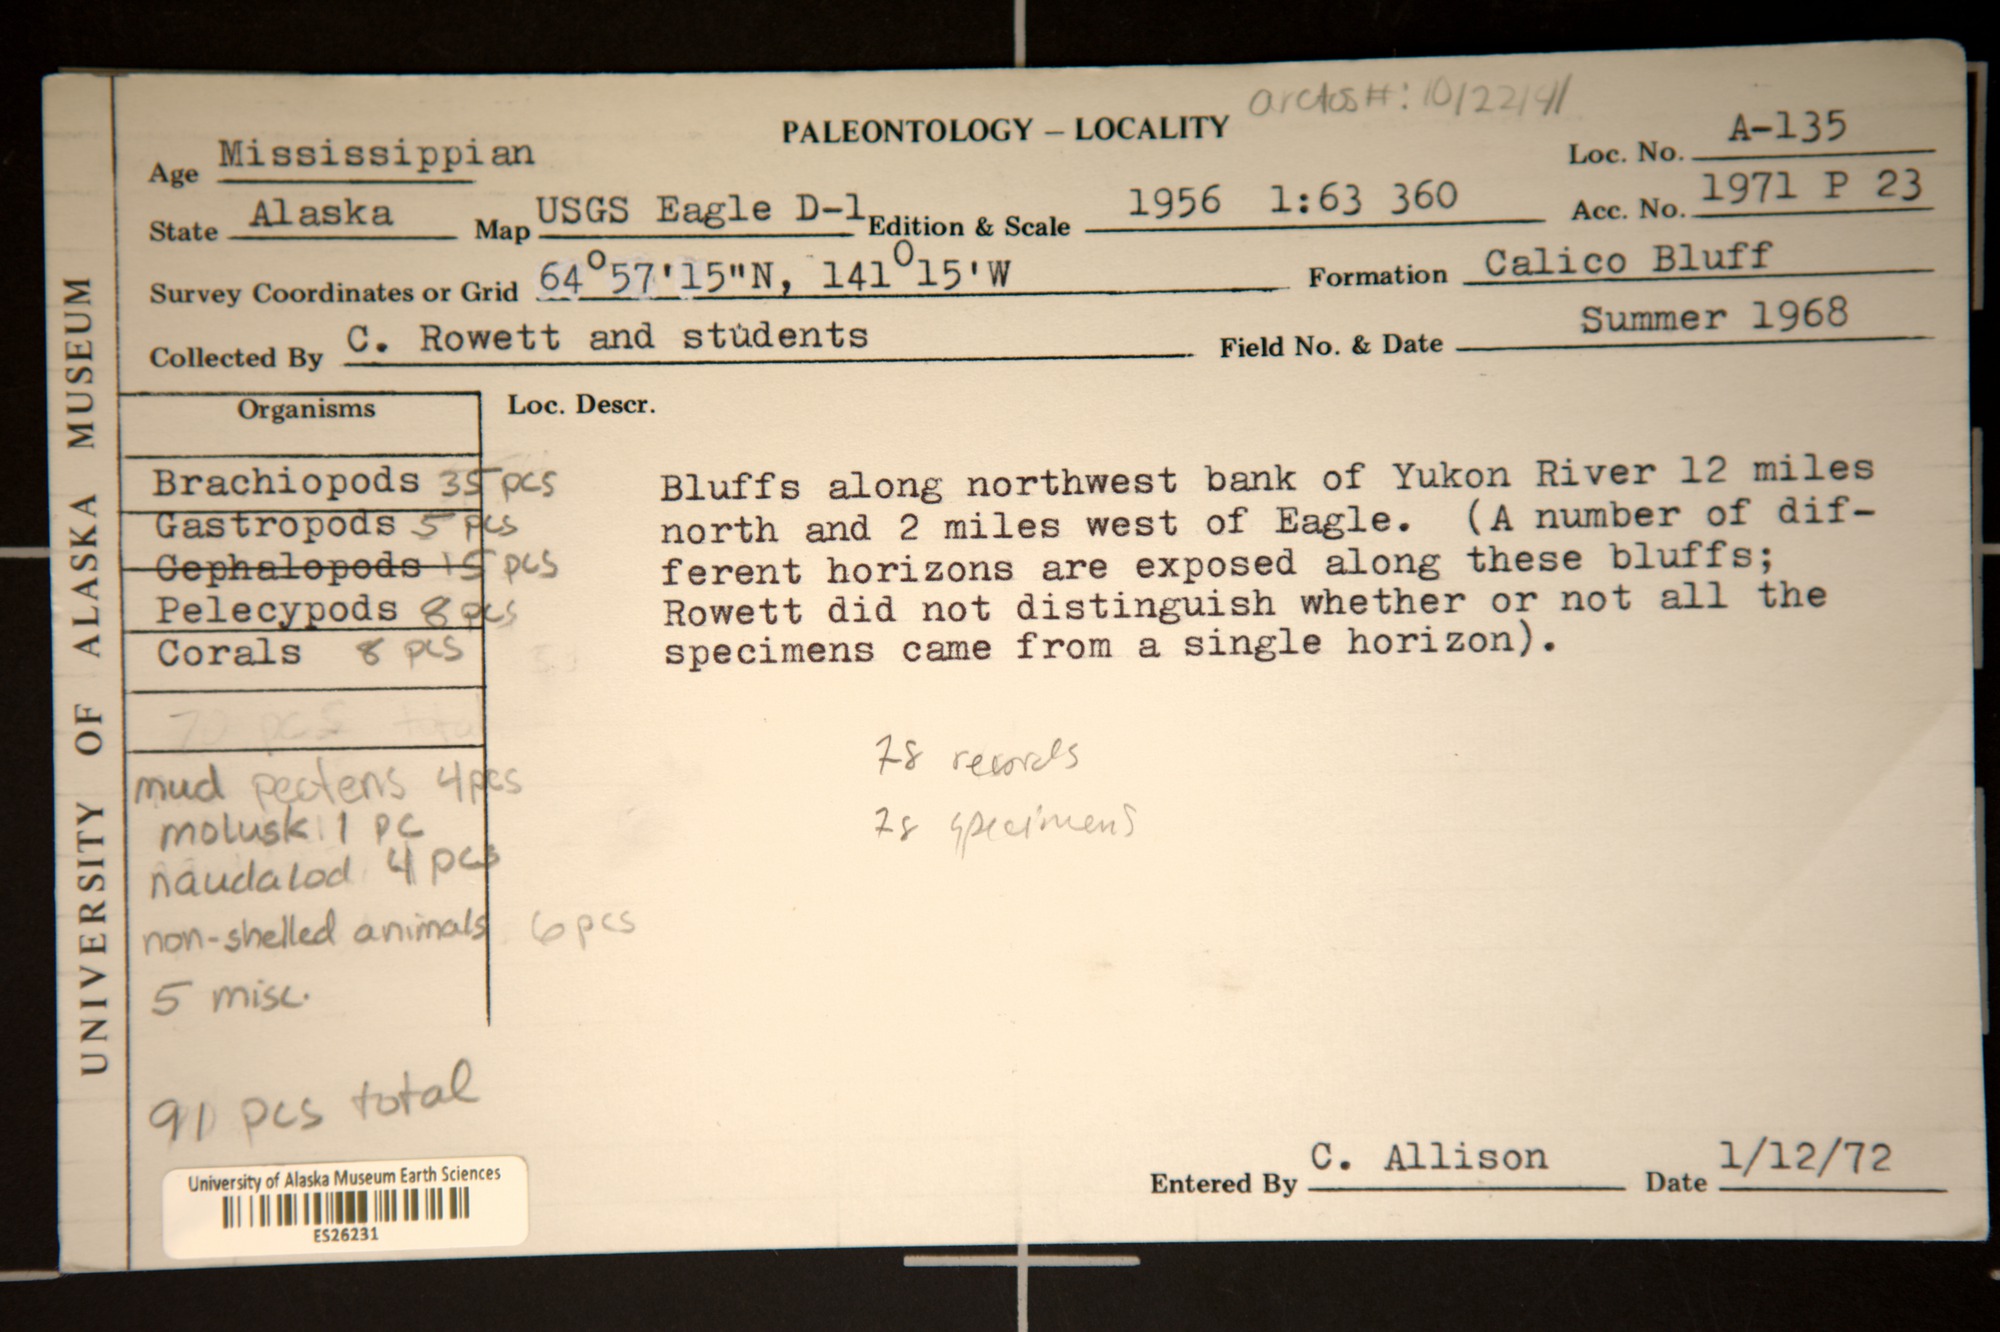 arctos#: 10/22/91
PALEONTOLOGY – LOCALITY
Loc. No. A-135
Age Mississippian
State Alaska Map USGS Eagle D-1 Edition & Scale 1956 1:63 360 Acc. No. 1971 P 23
Survey Coordinates or Grid 64°57'15"N, 141°15'W Formation Calico Bluff
Collected By C. Rowett and students Field No. & Date Summer 1968
UNIVERSITY OF ALASKA MUSEUM
Organisms
Brachiopods 35 pcs
Gastropods 5 pcs
Cephalopods 15 pcs
Pelecypods 8 pcs
Corals 8 pcs
70 pcs total
mud pectens 4 pcs
molusk 1 pc
naudalod 4 pcs
non-shelled animals 6 pcs
5 misc.
91 pcs total
Loc. Descr.
Bluffs along northwest bank of Yukon River 12 miles
north and 2 miles west of Eagle. (A number of dif-
ferent horizons are exposed along these bluffs;
Rowett did not distinguish whether or not all the
specimens came from a single horizon).
78 records
78 specimens
Entered By C. Allison Date 1/12/72
University of Alaska Museum Earth Sciences
ES26231